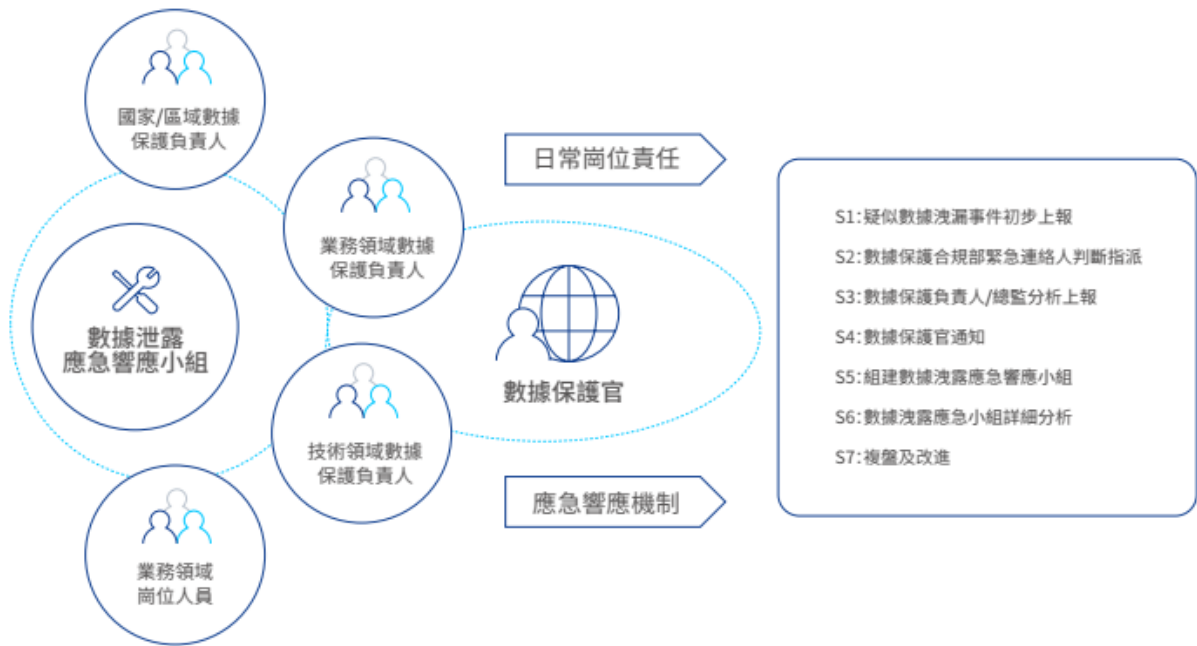 國家/區域數據
保護負責人
業務領域數據
保護負責人
數據泄露
應急響應小組
技術領域數據
保護負責人
業務領域
崗位人員
數據保護官
日常崗位責任
應急響應機制
S1:疑似數據洩漏事件初步上報
S2:數據保護合規部緊急連絡人判斷指派
S3:數據保護負責人/總監分析上報
S4:數據保護官通知
S5:組建數據洩露應急響應小組
S6:數據洩露應急小組詳細分析
S7:複盤及改進